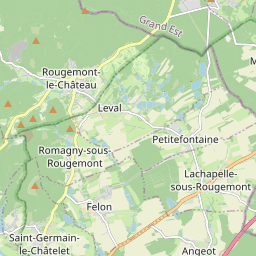 Grand Est
Rougemont-
le-Château
Leval
Petitefontaine
Romagny-sous-
Rougemont
Lachapelle-
sous-Rougemont
Felon
Saint-Germain-
le-Châtelet
Angeot